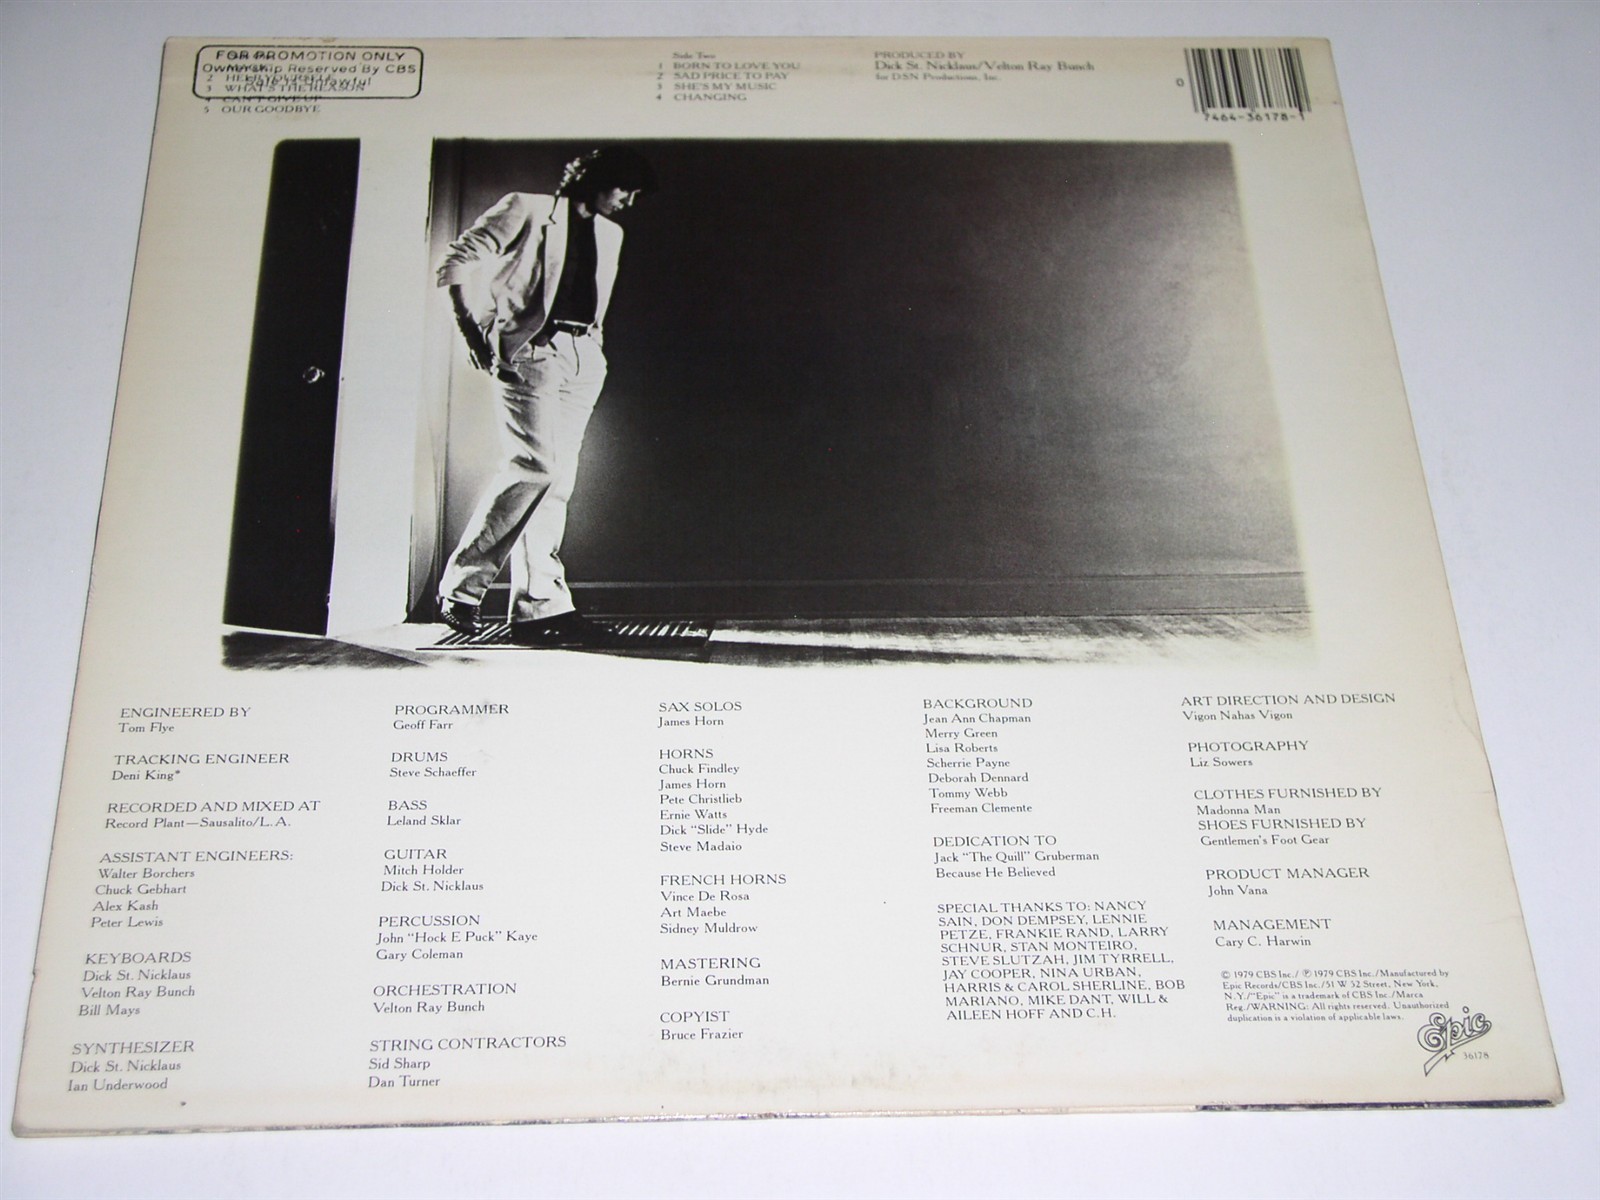 FOR PROMOTION ONLY
Ownership Reserved By CBS
1 MAGIC
2 HELP YOURSELF
3 WHAT'S THE REASON
4 CAN'T GIVE UP
5 OUR GOODBYE
Side Two
1 BORN TO LOVE YOU
2 SAD PRICE TO PAY
3 SHE'S MY MUSIC
4 CHANGING
PRODUCED BY
Dick St. Nicklaus/Velton Ray Bunch
for D.S.N. Productions, Inc.
0
7464-36178-1
ENGINEERED BY
Tom Flye
TRACKING ENGINEER
Deni King*
RECORDED AND MIXED AT
Record Plant—Sausalito/L.A.
ASSISTANT ENGINEERS:
Walter Borchers
Chuck Gebhart
Alex Kash
Peter Lewis
KEYBOARDS
Dick St. Nicklaus
Velton Ray Bunch
Bill Mays
SYNTHESIZER
Dick St. Nicklaus
Ian Underwood
PROGRAMMER
Geoff Farr
DRUMS
Steve Schaeffer
BASS
Leland Sklar
GUITAR
Mitch Holder
Dick St. Nicklaus
PERCUSSION
John "Hock E Puck" Kaye
Gary Coleman
ORCHESTRATION
Velton Ray Bunch
STRING CONTRACTORS
Sid Sharp
Dan Turner
SAX SOLOS
James Horn
HORNS
Chuck Findley
James Horn
Pete Christlieb
Ernie Watts
Dick "Slide" Hyde
Steve Madaio
FRENCH HORNS
Vince De Rosa
Art Maebe
Sidney Muldrow
MASTERING
Bernie Grundman
COPYIST
Bruce Frazier
BACKGROUND
Jean Ann Chapman
Merry Green
Lisa Roberts
Scherrie Payne
Deborah Dennard
Tommy Webb
Freeman Clemente
DEDICATION TO
Jack "The Quill" Gruberman
Because He Believed
SPECIAL THANKS TO: NANCY
SAIN, DON DEMPSEY, LENNIE
PETZE, FRANKIE RAND, LARRY
SCHNUR, STAN MONTEIRO,
STEVE SLUTZAH, JIM TYRRELL,
JAY COOPER, NINA URBAN,
HARRIS & CAROL SHERLINE, BOB
MARIANO, MIKE DANT, WILL &
AILEEN HOFF AND C.H.
ART DIRECTION AND DESIGN
Vigon Nahas Vigon
PHOTOGRAPHY
Liz Sowers
CLOTHES FURNISHED BY
Madonna Man
SHOES FURNISHED BY
Gentlemen's Foot Gear
PRODUCT MANAGER
John Vana
MANAGEMENT
Cary C. Harwin
© 1979 CBS Inc./ ℗ 1979 CBS Inc./Manufactured by
Epic Records/CBS Inc./51 W 52 Street, New York,
N.Y./"Epic" is a trademark of CBS Inc./Marca
Reg./WARNING: All rights reserved. Unauthorized
duplication is a violation of applicable laws.
Epic
36178